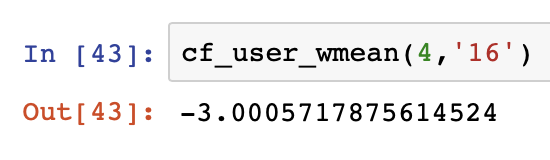 In [43]: cf_user_wmean(4,'16')
Out[43]: -3.0005717875614524